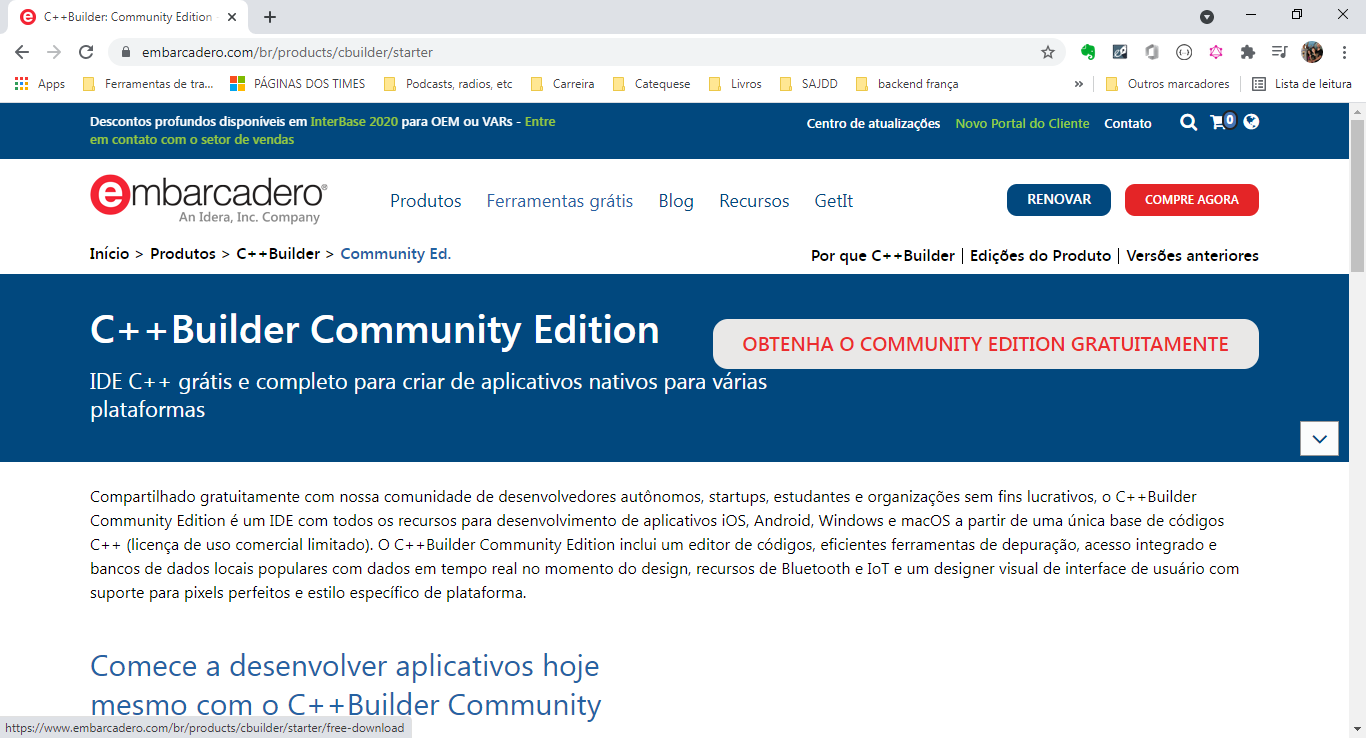 C++Builder: Community Edition
embarcadero.com/br/products/cbuilder/starter
Apps
Ferramentas de tra...
PÁGINAS DOS TIMES
Podcasts, radios, etc
Carreira
Catequese
Livros
SAJDD
backend frança
»
Outros marcadores
Lista de leitura
Descontos profundos disponíveis em InterBase 2020 para OEM ou VARs - Entre
em contato com o setor de vendas
Centro de atualizações
Novo Portal do Cliente
Contato
0
embarcadero®
An Idera, Inc. Company
Produtos
Ferramentas grátis
Blog
Recursos
GetIt
RENOVAR
COMPRE AGORA
Início > Produtos > C++Builder > Community Ed.
Por que C++Builder | Edições do Produto | Versões anteriores
C++Builder Community Edition
OBTENHA O COMMUNITY EDITION GRATUITAMENTE
IDE C++ grátis e completo para criar de aplicativos nativos para várias
plataformas
Compartilhado gratuitamente com nossa comunidade de desenvolvedores autônomos, startups, estudantes e organizações sem fins lucrativos, o C++Builder
Community Edition é um IDE com todos os recursos para desenvolvimento de aplicativos iOS, Android, Windows e macOS a partir de uma única base de códigos
C++ (licença de uso comercial limitado). O C++Builder Community Edition inclui um editor de códigos, eficientes ferramentas de depuração, acesso integrado e
bancos de dados locais populares com dados em tempo real no momento do design, recursos de Bluetooth e IoT e um designer visual de interface de usuário com
suporte para pixels perfeitos e estilo específico de plataforma.
Comece a desenvolver aplicativos hoje
mesmo com o C++Builder Community
https://www.embarcadero.com/br/products/cbuilder/starter/free-download